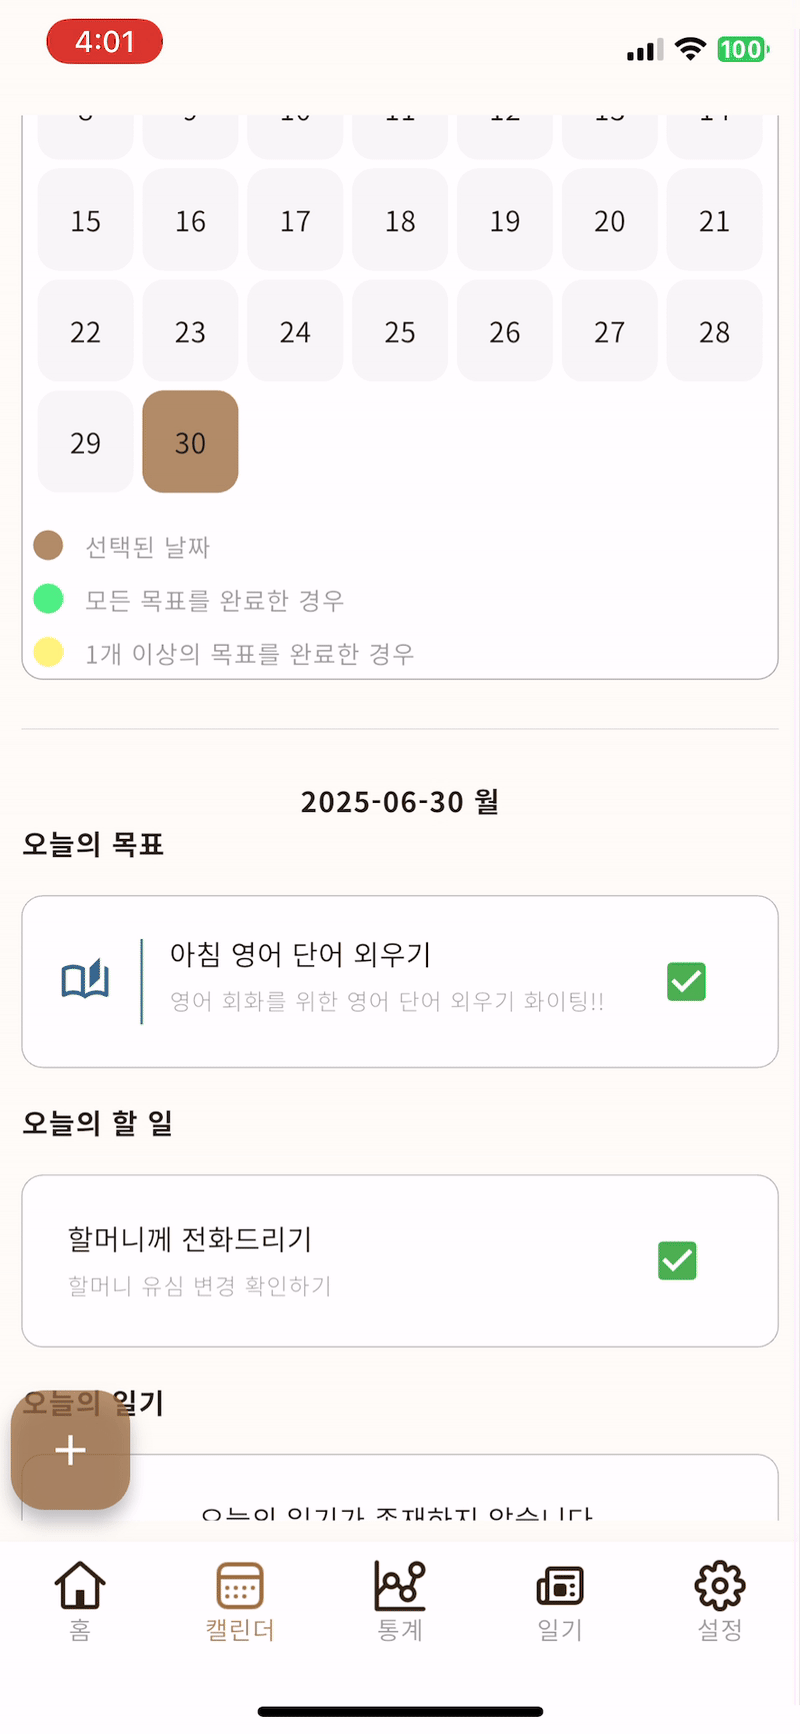 4:01
100
8 9 10 11 12 13 14
15 16 17 18 19 20 21
22 23 24 25 26 27 28
29 30
선택된 날짜
모든 목표를 완료한 경우
1개 이상의 목표를 완료한 경우
2025-06-30 월
오늘의 목표
아침 영어 단어 외우기
영어 회화를 위한 영어 단어 외우기 화이팅!!
오늘의 할 일
할머니께 전화드리기
할머니 유심 변경 확인하기
오늘의 일기
+
오늘의 일기가 존재하지 않습니다
홈 캘린더 통계 일기 설정